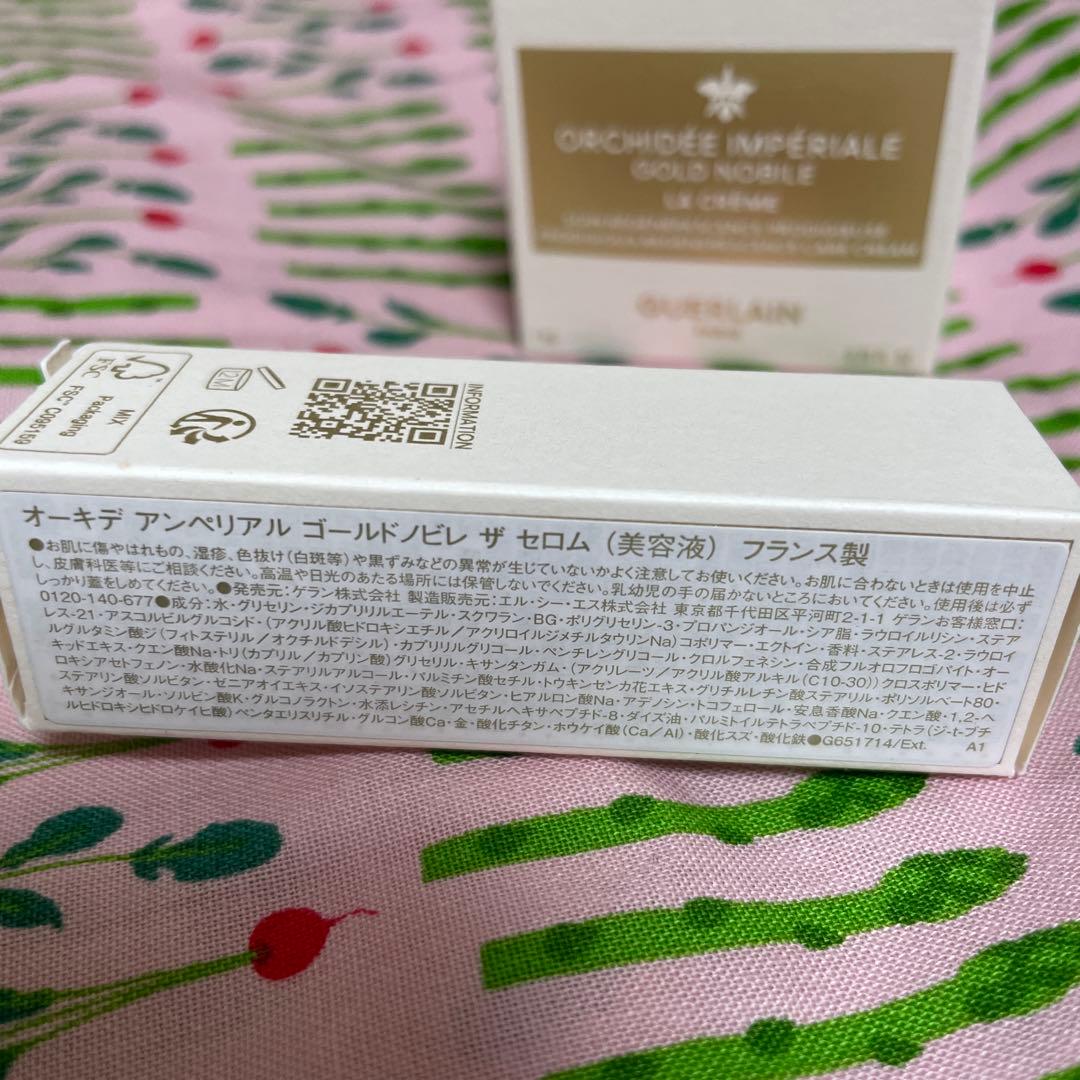 ORCHIDÉE IMPÉRIALE
GOLD NOBILE
LA CRÈME
GUERLAIN
FSC
MIX
Packaging
FSC™ C095159
12M
INFORMATION
オーキデ アンペリアル ゴールドノビレ ザ セロム（美容液） フランス製
●お肌に傷やはれもの、湿疹、色抜け(白斑等)や黒ずみなどの異常が生じていないかよく注意してお使いください。お肌に合わないときは使用を中止
し、皮膚科医等にご相談ください。高温や日光のあたる場所には保管しないでください。乳幼児の手の届かないところにおいてください。使用後は必ず
しっかり蓋をしめてください。●発売元：ゲラン株式会社 製造販売元：エル・シー・エス株式会社 東京都千代田区平河町2-1-1 ゲランお客様窓口：
0120-140-677●成分：水・グリセリン・ジカプリリルエーテル・スクワラン・BG・ポリグリセリン-3・プロパンジオール・シア脂・ラウロイルリシン・ステア
レス-21・アスコルビルグルコシド・(アクリル酸ヒドロキシエチル/アクリロイルジメチルタウリンNa)コポリマー・エクトイン・香料・ステアレス-2・ラウロイ
ルグルタミン酸ジ(フィトステリル/オクチルドデシル)・カプリリルグリコール・ペンチレングリコール・クロルフェネシン・合成フルオロフロゴパイト・オー
キッドエキス・クエン酸Na・トリ(カプリル/カプリン酸)グリセリル・キサンタンガム・(アクリレーツ/アクリル酸アルキル(C10-30))クロスポリマー・ヒド
ロキシアセトフェノン・水酸化Na・ステアリルアルコール・パルミチン酸セチル・トウキンセンカ花エキス・グリチルレチン酸ステアリル・ポリソルベート80・
ステアリン酸ソルビタン・ゼニアオイエキス・イソステアリン酸ソルビタン・ヒアルロン酸Na・アデノシン・トコフェロール・安息香酸Na・クエン酸・1,2-ヘ
キサンジオール・ソルビン酸K・グルコノラクトン・水添レシチン・アセチルヘキサペプチド-8・ダイズ油・パルミトイルテトラペプチド-10・テトラ(ジ-t-ブチ
ルヒドロキシヒドロケイヒ酸)ペンタエリスリチル・グルコン酸Ca・金・酸化チタン・ホウケイ酸(Ca/Al)・酸化スズ・酸化鉄●G651714/Ext. A1